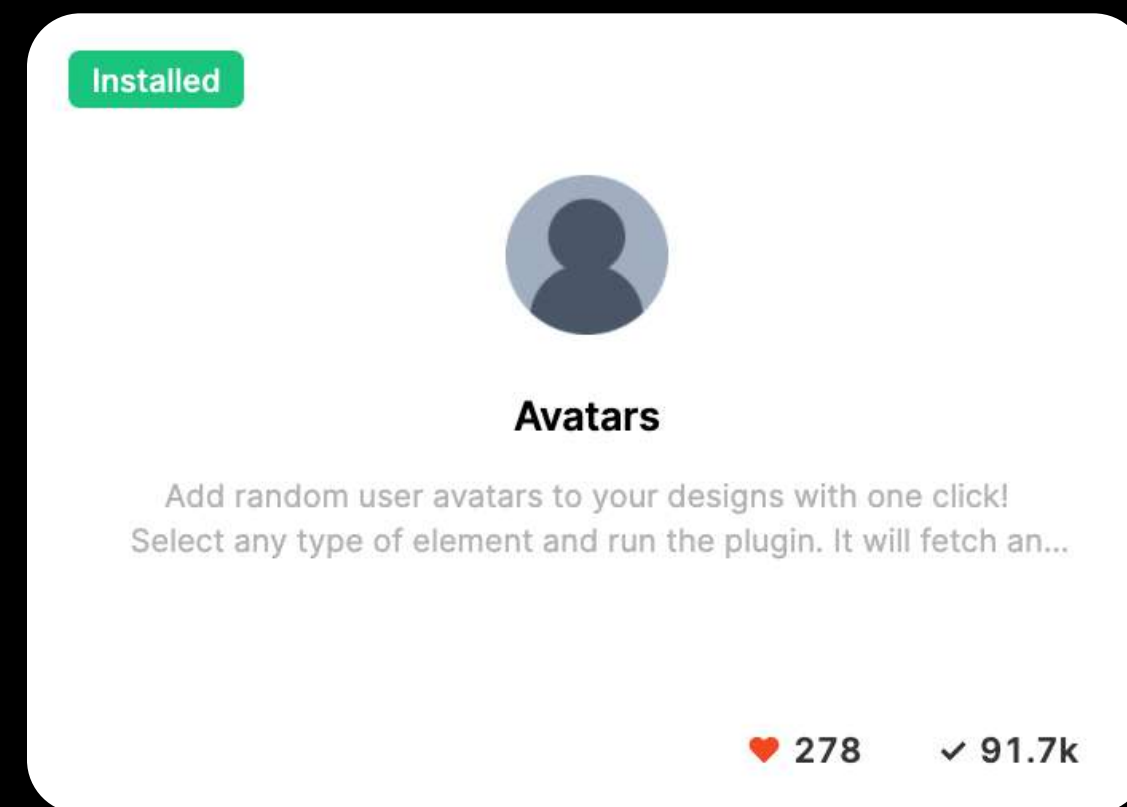 Installed
Avatars
Add random user avatars to your designs with one click!
Select any type of element and run the plugin. It will fetch an...
278 91.7k